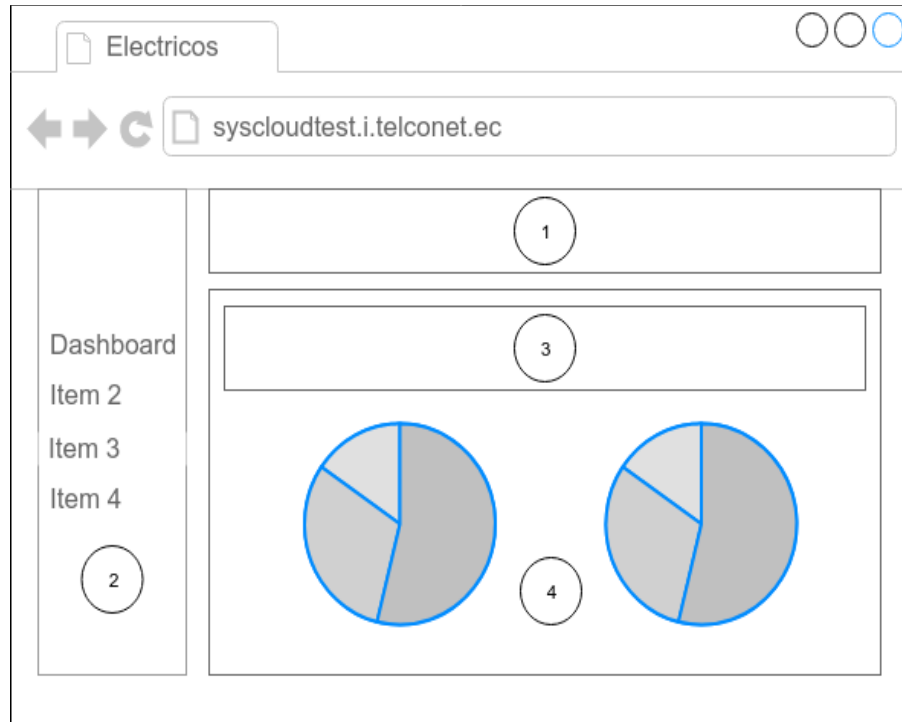 Electricos
syscloudtest.i.telconet.ec
1
Dashboard
Item 2
Item 3
Item 4
2
3
4